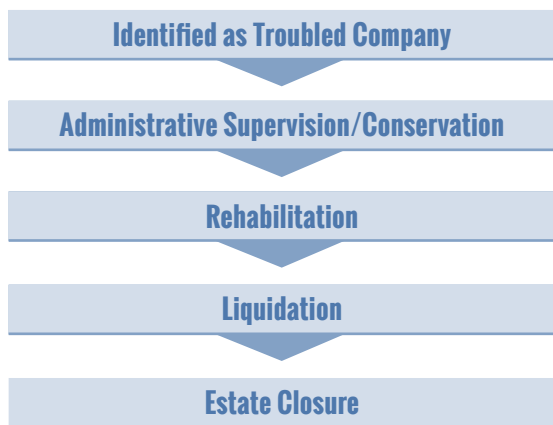 Identified as Troubled Company
Administrative Supervision/Conservation
Rehabilitation
Liquidation
Estate Closure